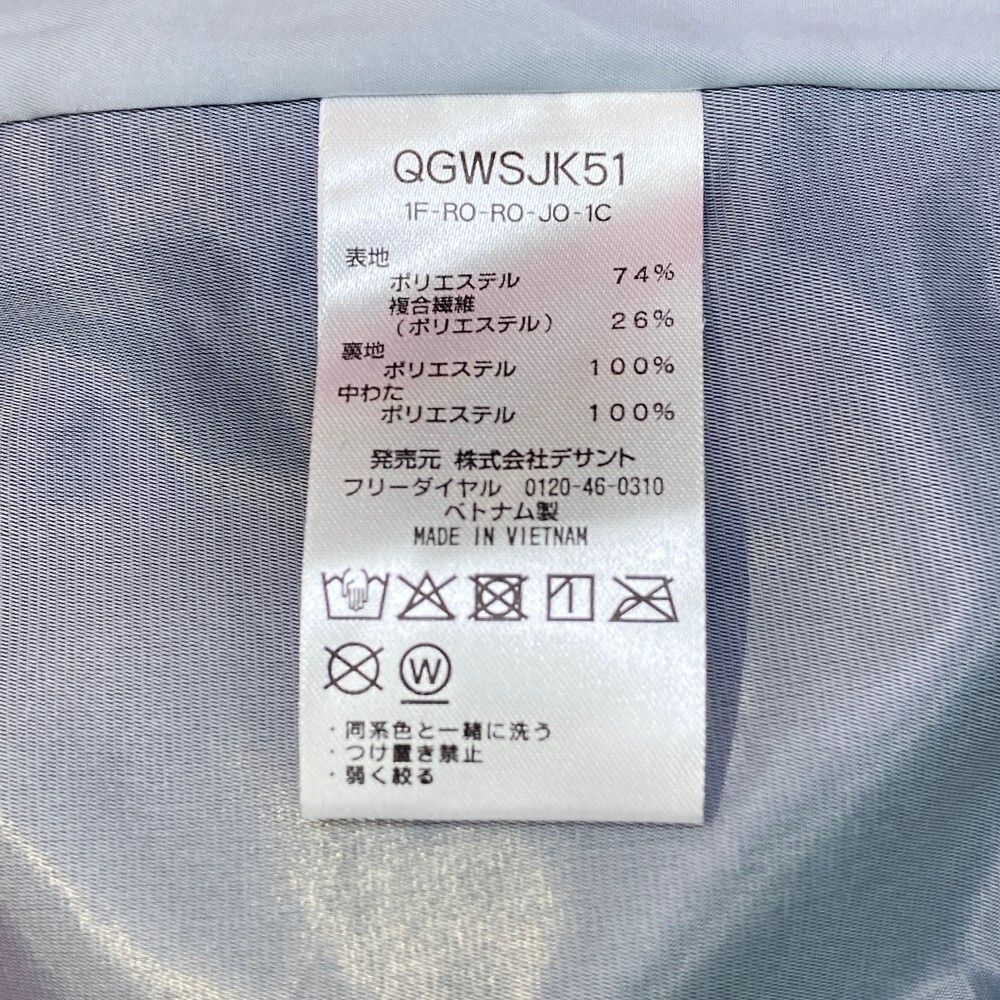 QGWSJK51
1F-RO-RO-JO-1C
表地
ポリエステル 74%
複合繊維
(ポリエステル) 26%
裏地
ポリエステル 100%
中わた
ポリエステル 100%
発売元 株式会社デサント
フリーダイヤル 0120-46-0310
ベトナム製
MADE IN VIETNAM
W
・同系色と一緒に洗う
・つけ置き禁止
・弱く絞る